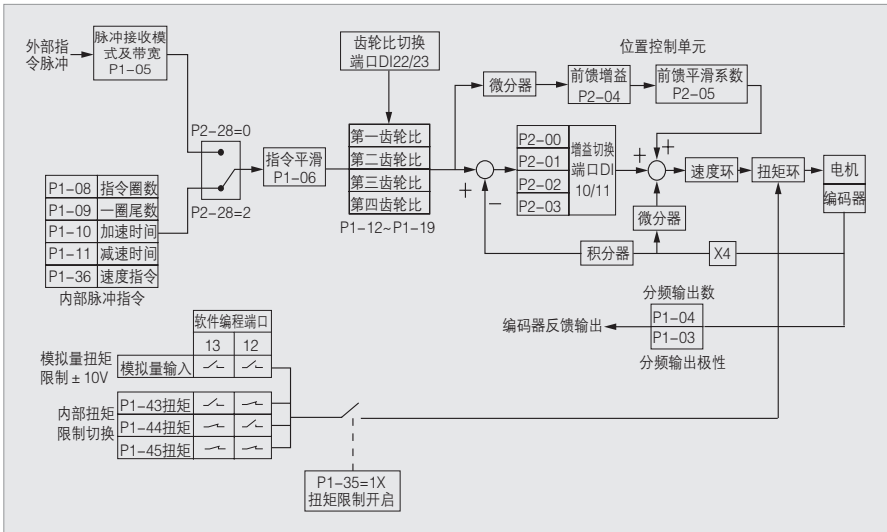 外部指
令脉冲
脉冲接收模
式及带宽
P1-05
齿轮比切换
端口DI22/23
位置控制单元
微分器
前馈增益
P2-04
前馈平滑系数
P2-05
P2-28=0
P2-28=2
指令平滑
P1-06
第一齿轮比
第二齿轮比
第三齿轮比
第四齿轮比
P1-12~P1-19
+
−
P2-00
P2-01
P2-02
P2-03
增益切换
端口DI
10/11
+
+
速度环
扭矩环
电机
编码器
微分器
积分器
X4
P1-08 指令圈数
P1-09 一圈尾数
P1-10 加速时间
P1-11 减速时间
P1-36 速度指令
内部脉冲指令
分频输出数
编码器反馈输出
P1-04
P1-03
分频输出极性
软件编程端口
13 12
模拟量扭矩
限制±10V
模拟量输入
内部扭矩
限制切换
P1-43扭矩
P1-44扭矩
P1-45扭矩
P1-35=1X
扭矩限制开启